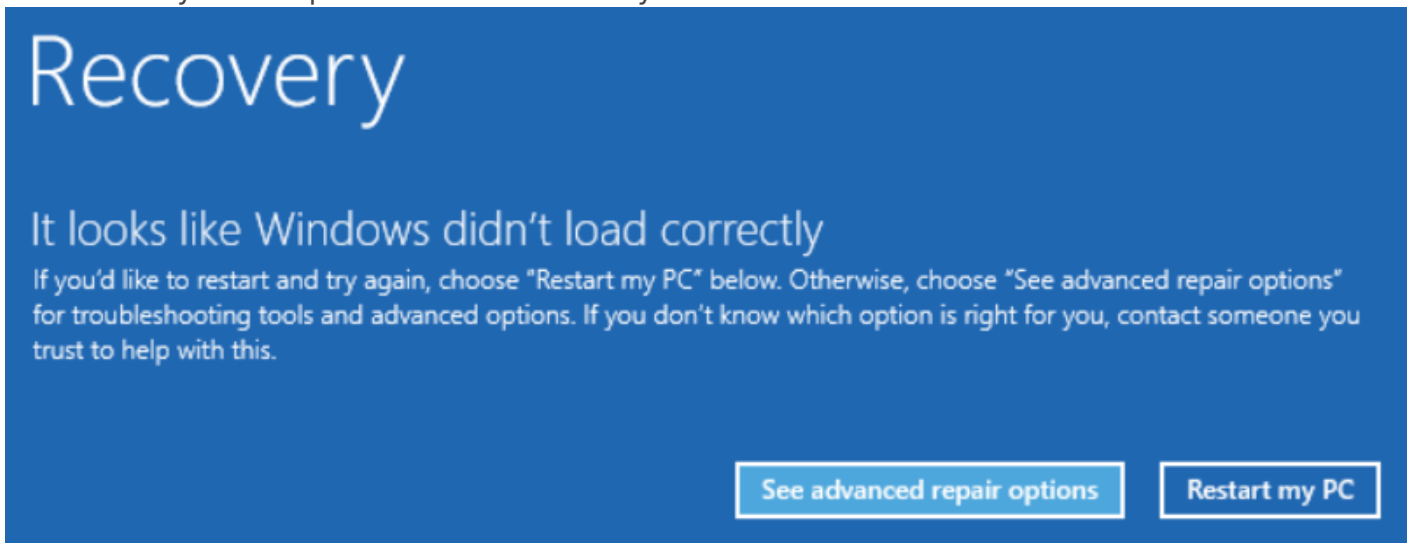 Recovery
It looks like Windows didn't load correctly
If you'd like to restart and try again, choose "Restart my PC" below. Otherwise, choose "See advanced repair options"
for troubleshooting tools and advanced options. If you don't know which option is right for you, contact someone you
trust to help with this.
See advanced repair options
Restart my PC